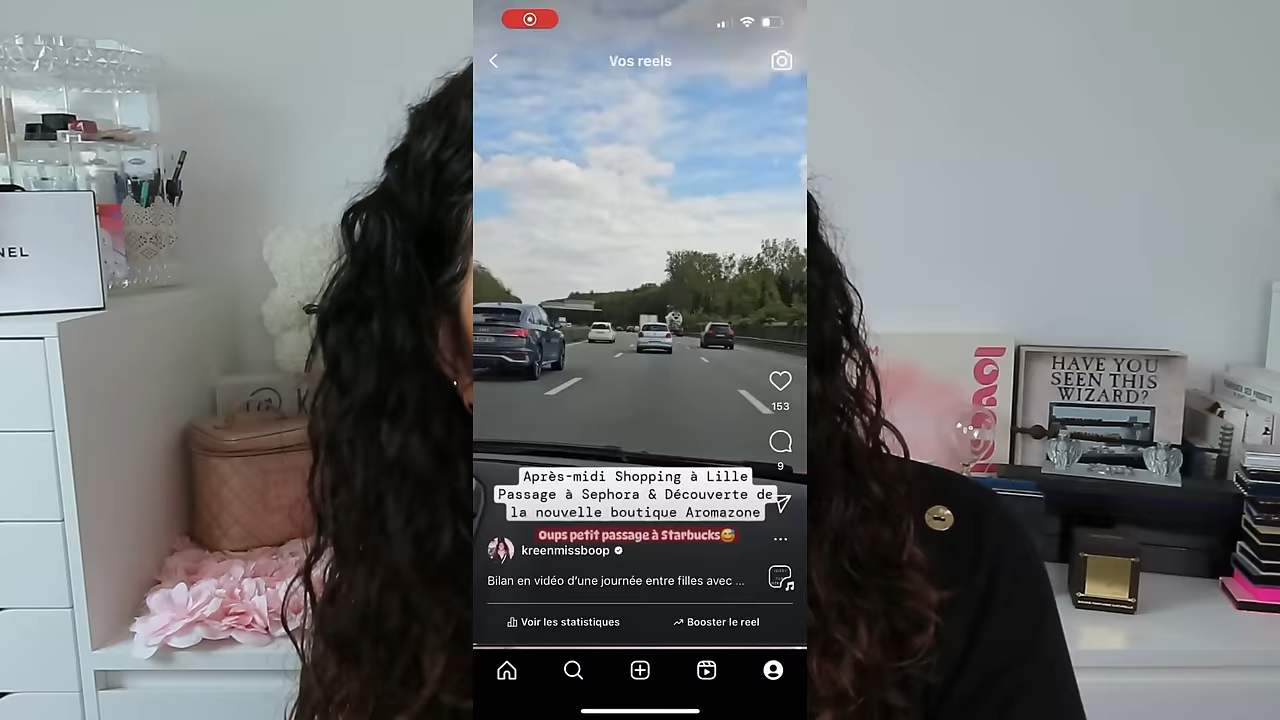 Vos reels
153
9
Après-midi Shopping à Lille
Passage à Sephora & Découverte de
la nouvelle boutique Aromazone
Oups petit passage à Starbucks😅
kreenmissboop
Bilan en vidéo d'une journée entre filles avec ...
Voir les statistiques
Booster le reel
NEL
K
love
HAVE YOU
SEEN THIS
WIZARD?